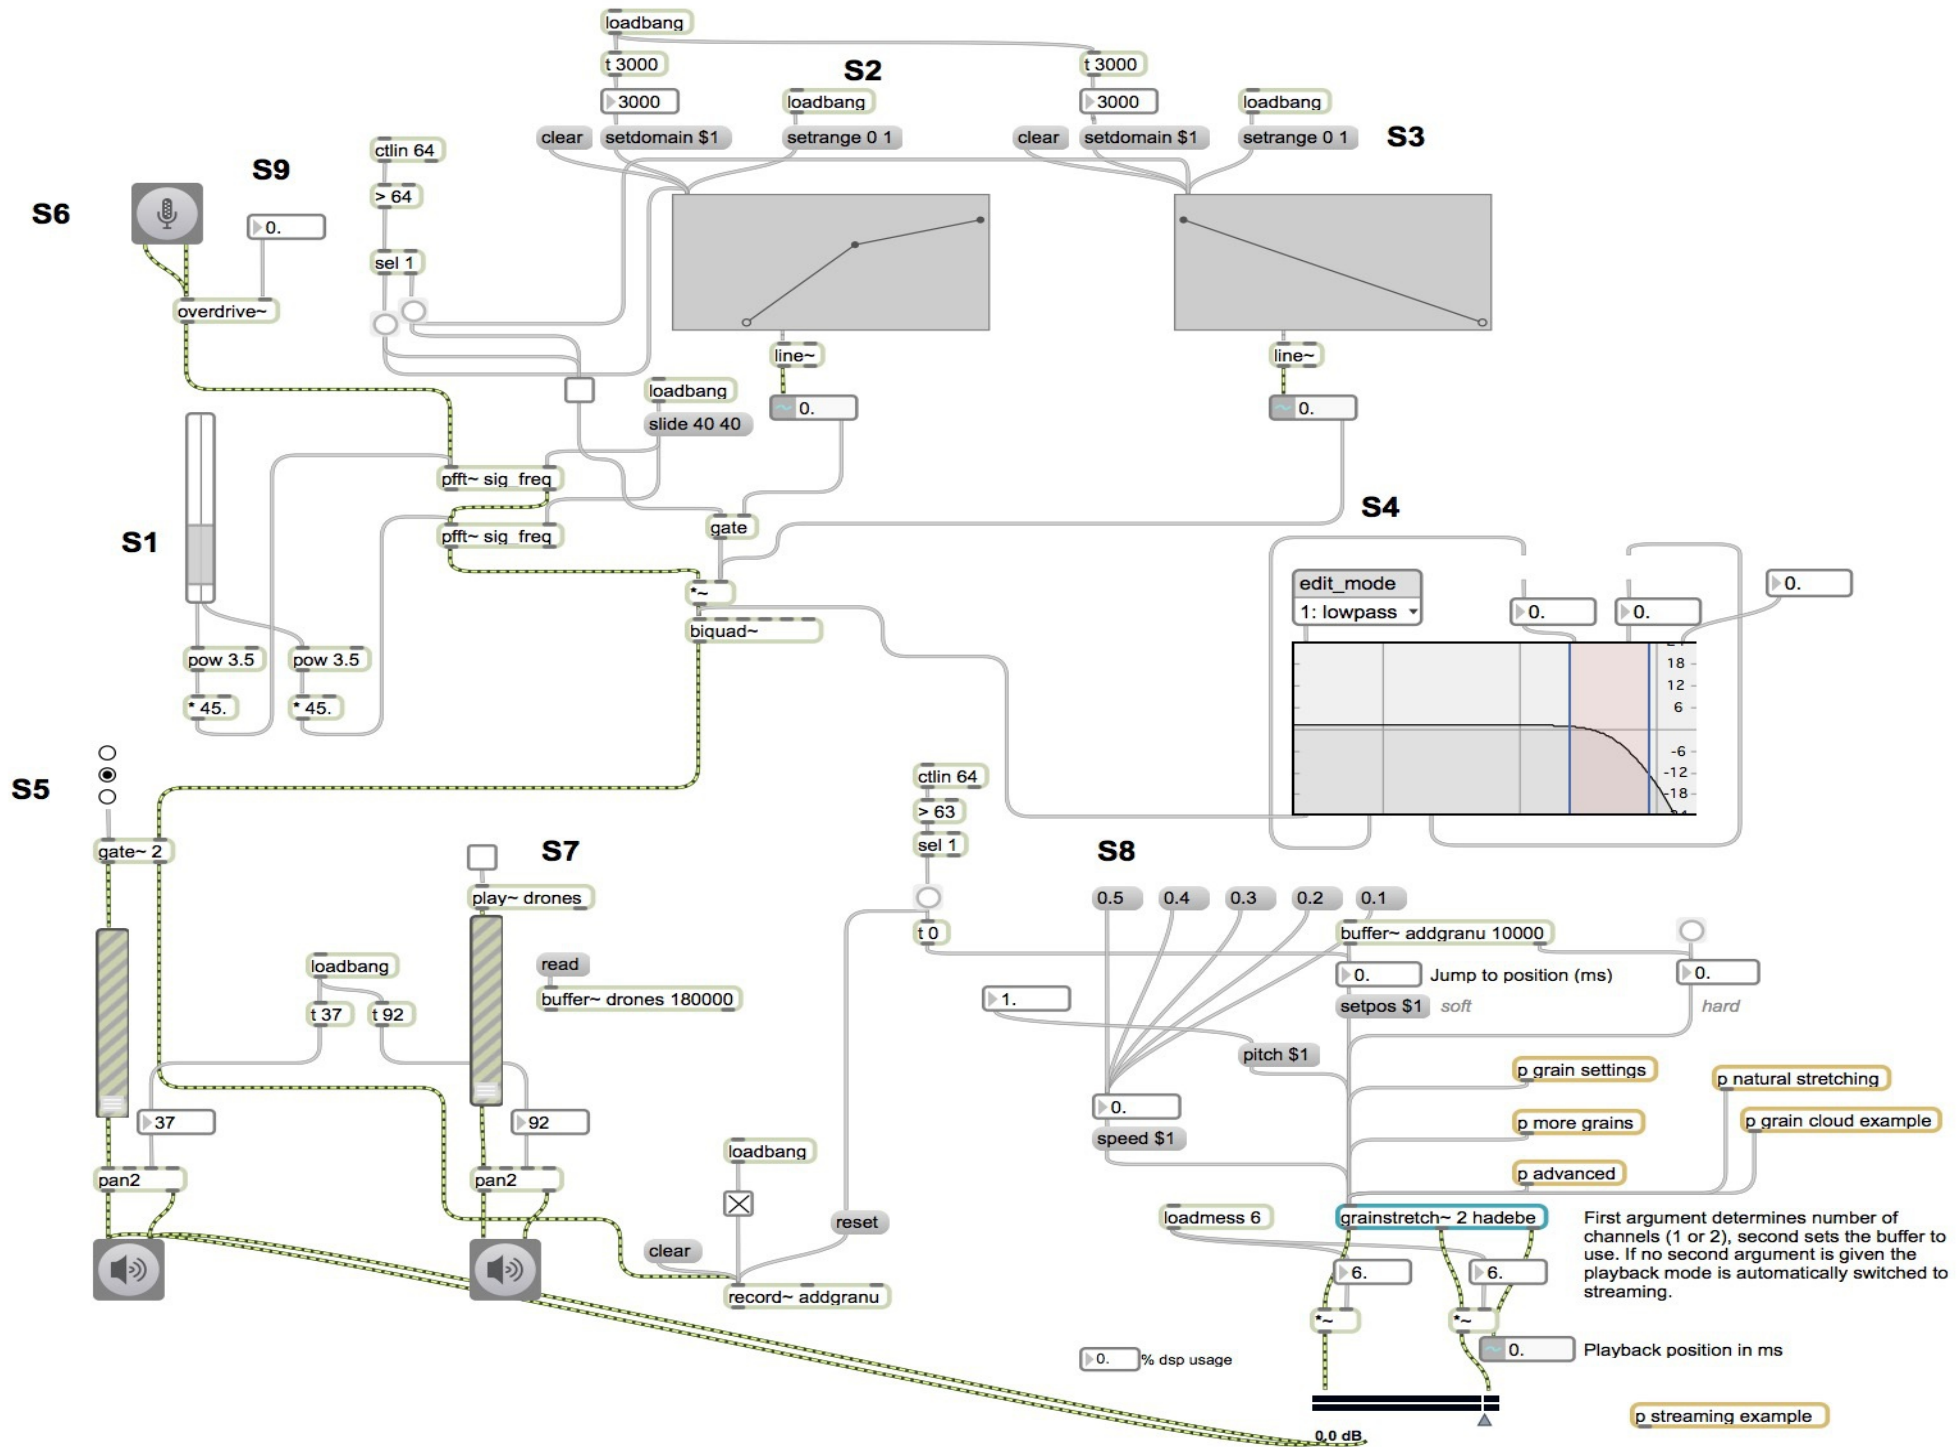 loadbang
t 3000
t 3000
S2
3000
loadbang
3000
loadbang
clear
setdomain $1
setrange 0 1
clear
setdomain $1
setrange 0 1
S3
ctlin 64
S9
> 64
S6
0.
sel 1
overdrive~
line~
line~
loadbang
0.
0.
slide 40 40
pfft~ sig_freq
S4
gate
pfft~ sig_freq
S1
edit_mode
0.
*~
1: lowpass
0.
0.
biquad~
pow 3.5
pow 3.5
18
12
* 45.
* 45.
6
-6
-12
-18
ctlin 64
S5
> 63
sel 1
gate~ 2
S7
S8
play~ drones
0.5
0.4
0.3
0.2
0.1
t 0
buffer~ addgranu 10000
loadbang
read
0.
Jump to position (ms)
0.
buffer~ drones 180000
1.
setpos $1
soft
hard
t 37
t 92
pitch $1
p grain settings
p natural stretching
0.
37
92
p more grains
p grain cloud example
speed $1
loadbang
p advanced
pan2
pan2
reset
loadmess 6
grainstretch~ 2 hadebe
First argument determines number of
channels (1 or 2), second sets the buffer to
use. If no second argument is given the
playback mode is automatically switched to
streaming.
clear
6.
6.
record~ addgranu
*~
*~
0.
Playback position in ms
0.
% dsp usage
p streaming example
0.0 dB